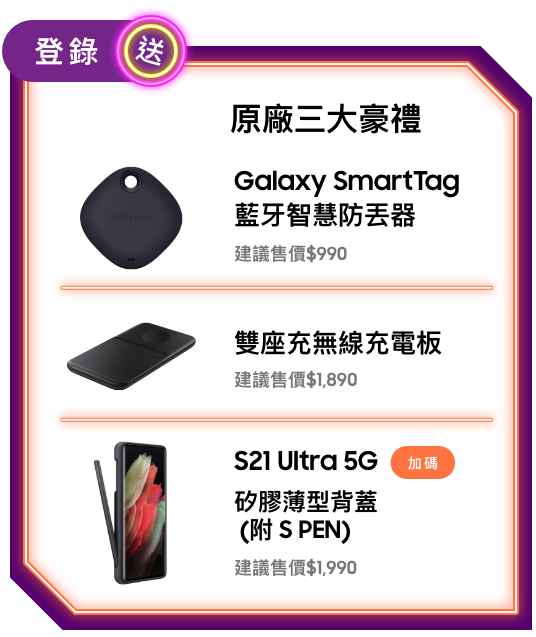 登錄 送
原廠三大豪禮
Galaxy SmartTag
藍牙智慧防丟器
SAMSUNG
建議售價$990
雙座充無線充電板
建議售價$1,890
S21 Ultra 5G 加碼
矽膠薄型背蓋
(附 S PEN)
建議售價$1,990